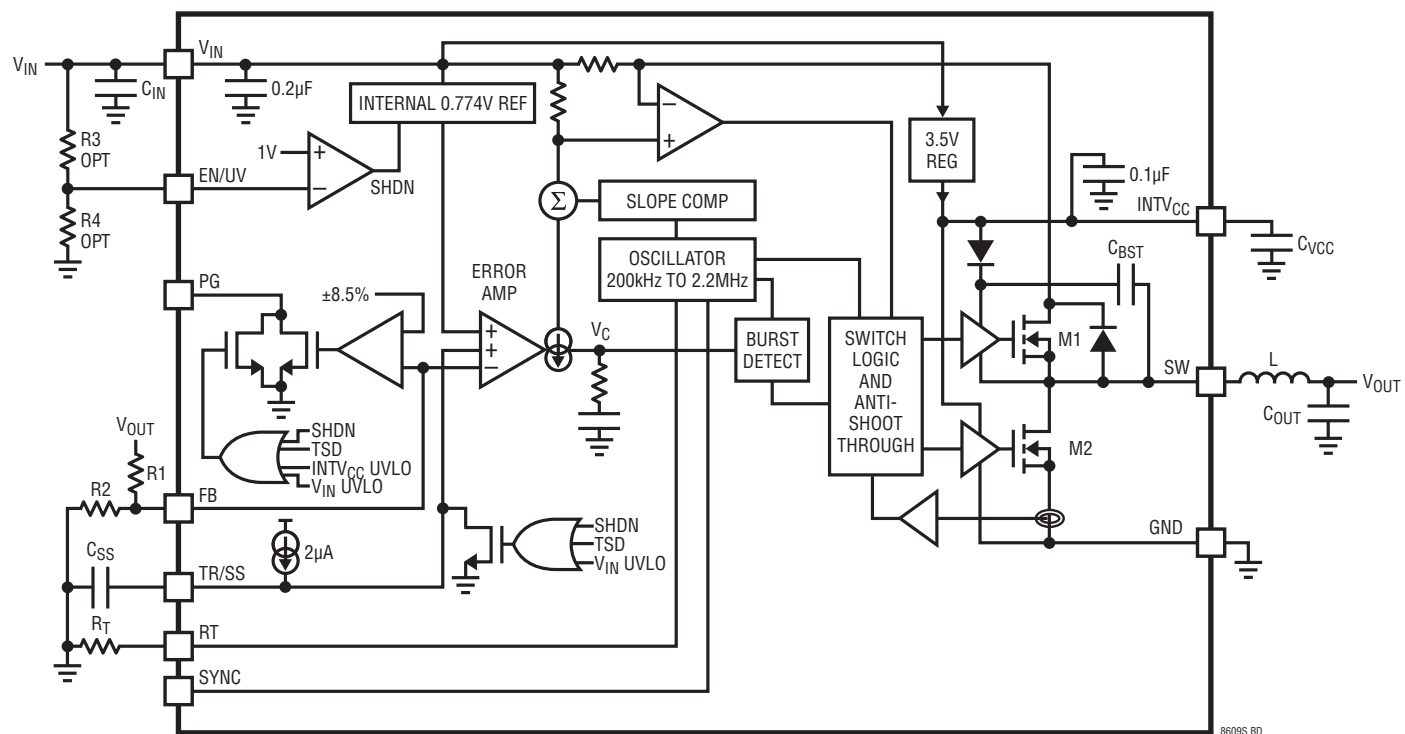 VIN
VIN
CIN
0.2µF
INTERNAL 0.774V REF
R3
OPT
EN/UV
1V
+
−
SHDN
R4
OPT
−
+
3.5V
REG
0.1µF
INTVCC
CVCC
Σ
SLOPE COMP
OSCILLATOR
200kHz TO 2.2MHz
CBST
PG
±8.5%
ERROR
AMP
+
+
−
VC
BURST
DETECT
SWITCH
LOGIC
AND
ANTI-
SHOOT
THROUGH
M1
SW
L
VOUT
COUT
M2
VOUT
R1
R2
FB
SHDN
TSD
INTVCC UVLO
VIN UVLO
SHDN
TSD
VIN UVLO
GND
CSS
2µA
TR/SS
RT
RT
SYNC
8609S BD